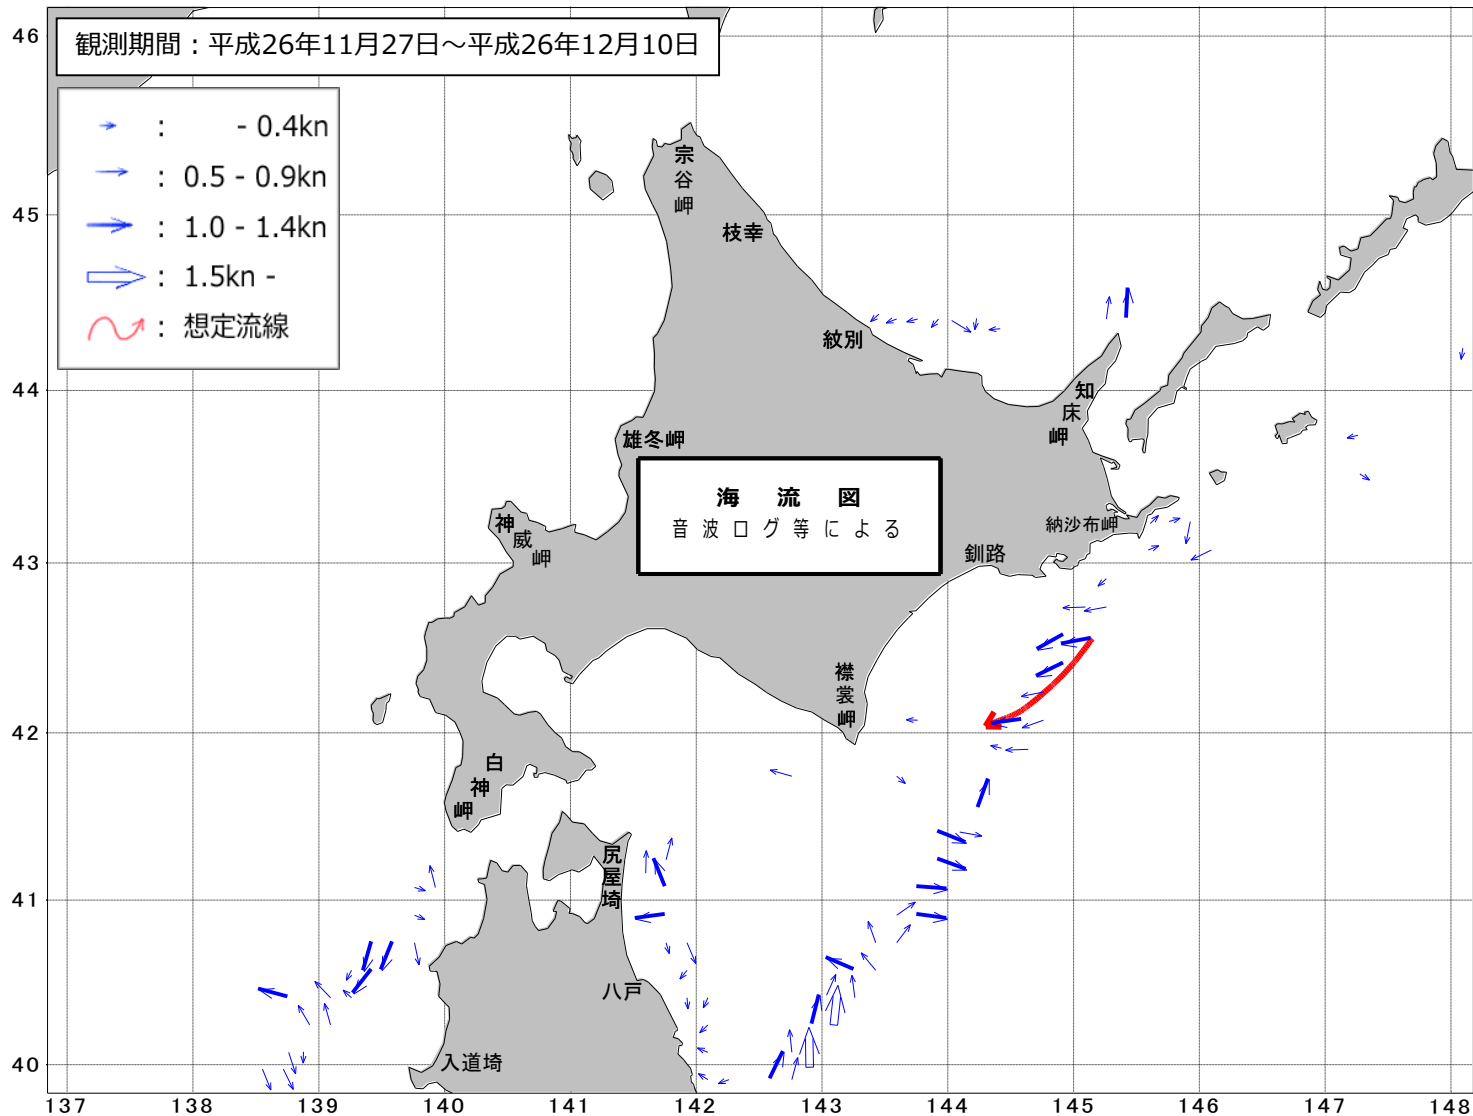 観測期間：平成26年11月27日～平成26年12月10日
： - 0.4kn
： 0.5 - 0.9kn
： 1.0 - 1.4kn
： 1.5kn -
： 想定流線
46
45
44
43
42
41
40
宗谷岬
枝幸
紋別
知床岬
雄冬岬
海流図
音波ログ等による
神威岬
納沙布岬
釧路
襟裳岬
白神岬
尻屋埼
八戸
入道埼
137 138 139 140 141 142 143 144 145 146 147 148